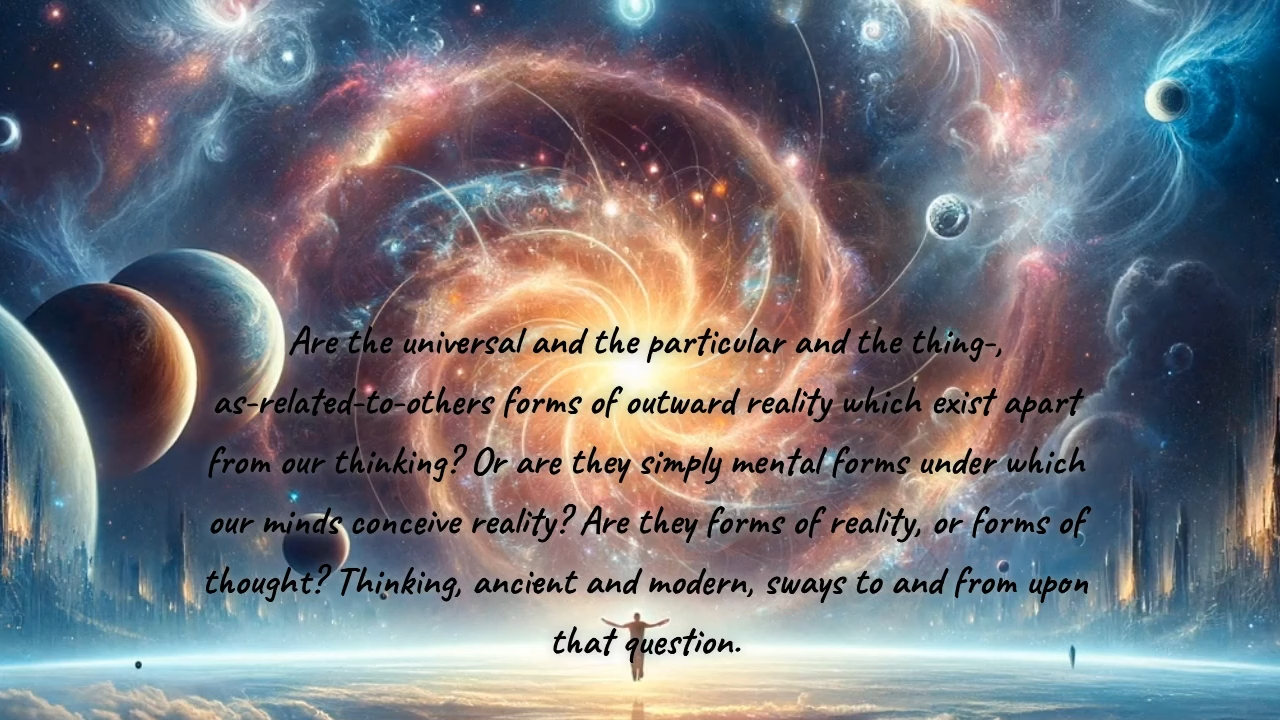 Are the universal and the particular and the thing-,
as-related-to-others forms of outward reality which exist apart
from our thinking? Or are they simply mental forms under which
our minds conceive reality? Are they forms of reality, or forms of
thought? Thinking, ancient and modern, sways to and from upon
that question.